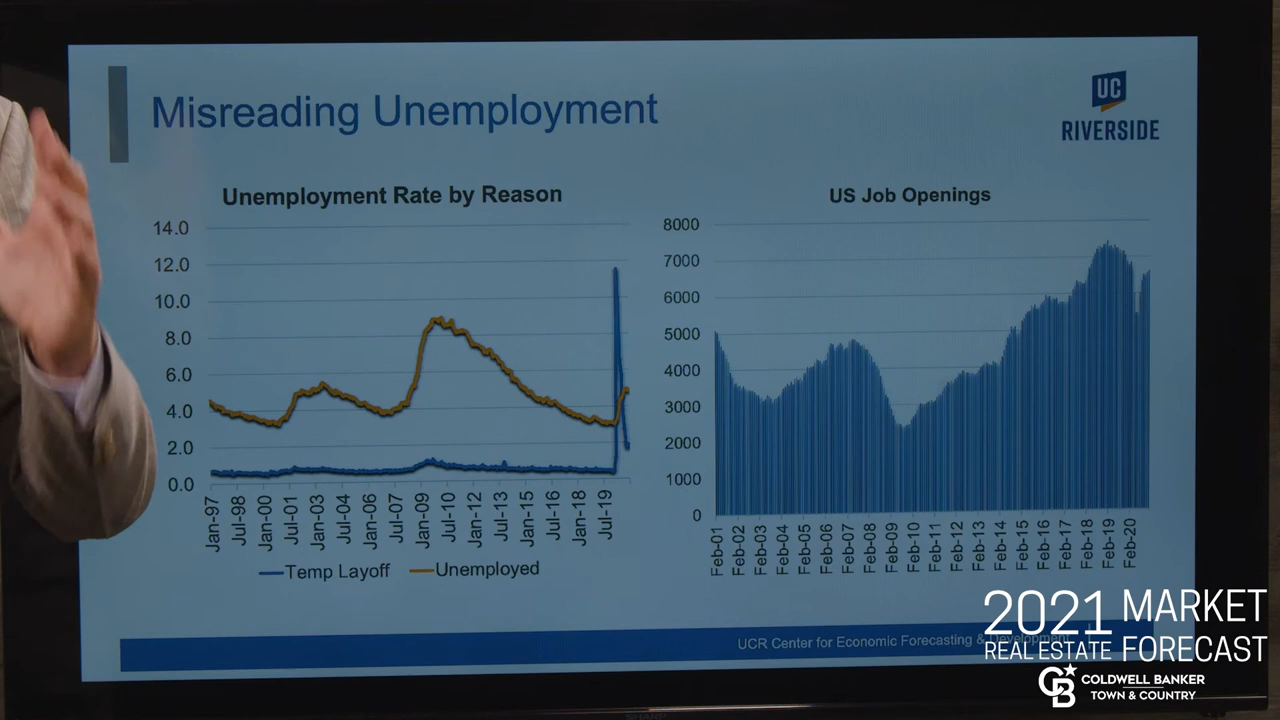 Misreading Unemployment
UC
RIVERSIDE
Unemployment Rate by Reason
14.0
12.0
10.0
8.0
6.0
4.0
2.0
0.0
Jan-97
Jul-98
Jan-00
Jul-01
Jan-03
Jul-04
Jan-06
Jul-07
Jan-09
Jul-10
Jan-12
Jul-13
Jan-15
Jul-16
Jan-18
Jul-19
Temp Layoff Unemployed
US Job Openings
8000
7000
6000
5000
4000
3000
2000
1000
0
Feb-01
Feb-02
Feb-03
Feb-04
Feb-05
Feb-06
Feb-07
Feb-08
Feb-09
Feb-10
Feb-11
Feb-12
Feb-13
Feb-14
Feb-15
Feb-16
Feb-17
Feb-18
Feb-19
Feb-20
UCR Center for Economic Forecasting & Development
2021 MARKET
REAL ESTATE FORECAST
CB COLDWELL BANKER
TOWN & COUNTRY
SHARP